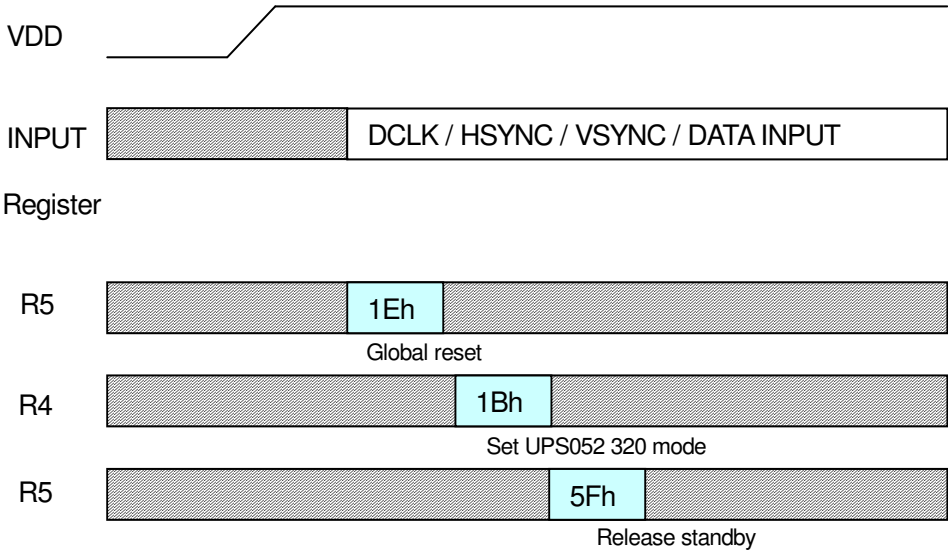 VDD
INPUT DCLK / HSYNC / VSYNC / DATA INPUT
Register
R5 1Eh
Global reset
R4 1Bh
Set UPS052 320 mode
R5 5Fh
Release standby